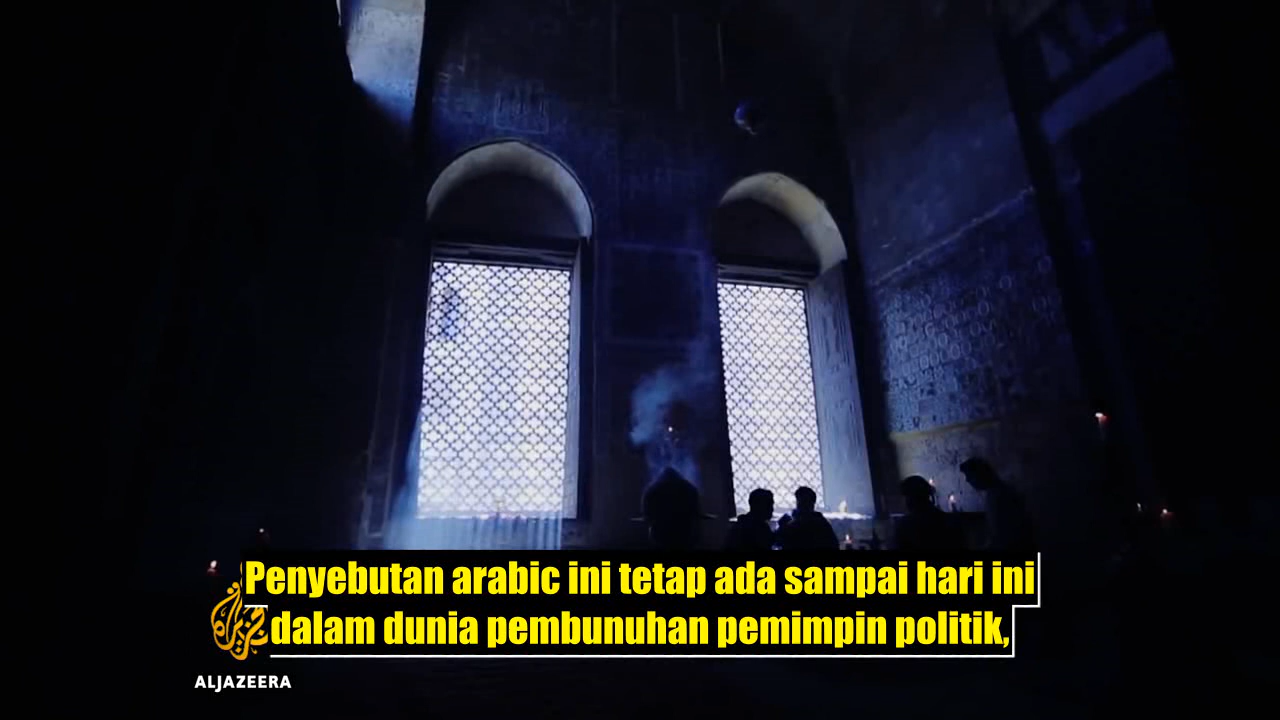 Penyebutan arabic ini tetap ada sampai hari ini
dalam dunia pembunuhan pemimpin politik,
ALJAZEERA